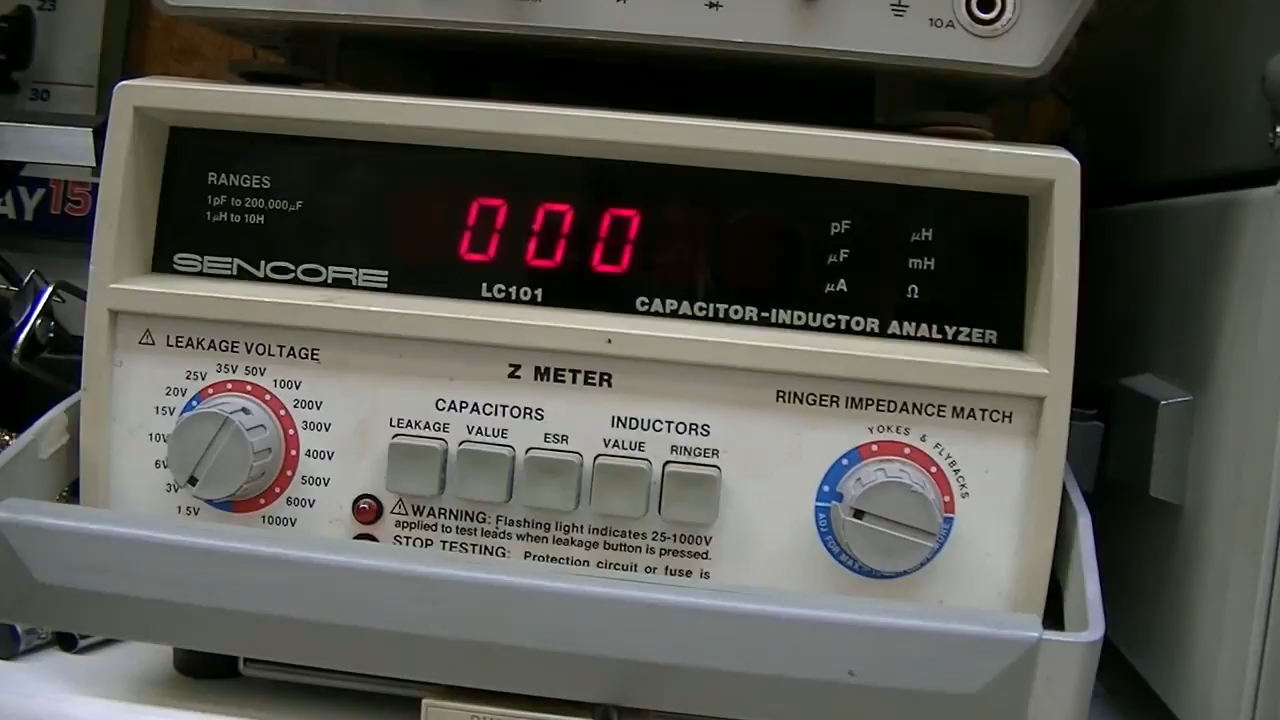 23
30
AY 15
10A
RANGES
1pF to 200,000µF
1µH to 10H
000
pF
µH
µF
mH
µA
Ω
SENCORE
LC101
CAPACITOR-INDUCTOR ANALYZER
⚠ LEAKAGE VOLTAGE
1.5V
3V
6V
10V
15V
20V
25V
35V
50V
100V
200V
300V
400V
500V
600V
1000V
Z METER
CAPACITORS
INDUCTORS
LEAKAGE
VALUE
ESR
VALUE
RINGER
⚠ WARNING: Flashing light indicates 25-1000V
applied to test leads when leakage button is pressed.
STOP TESTING: Protection circuit or fuse is
RINGER IMPEDANCE MATCH
YOKES & FLYBACKS
ADJ FOR